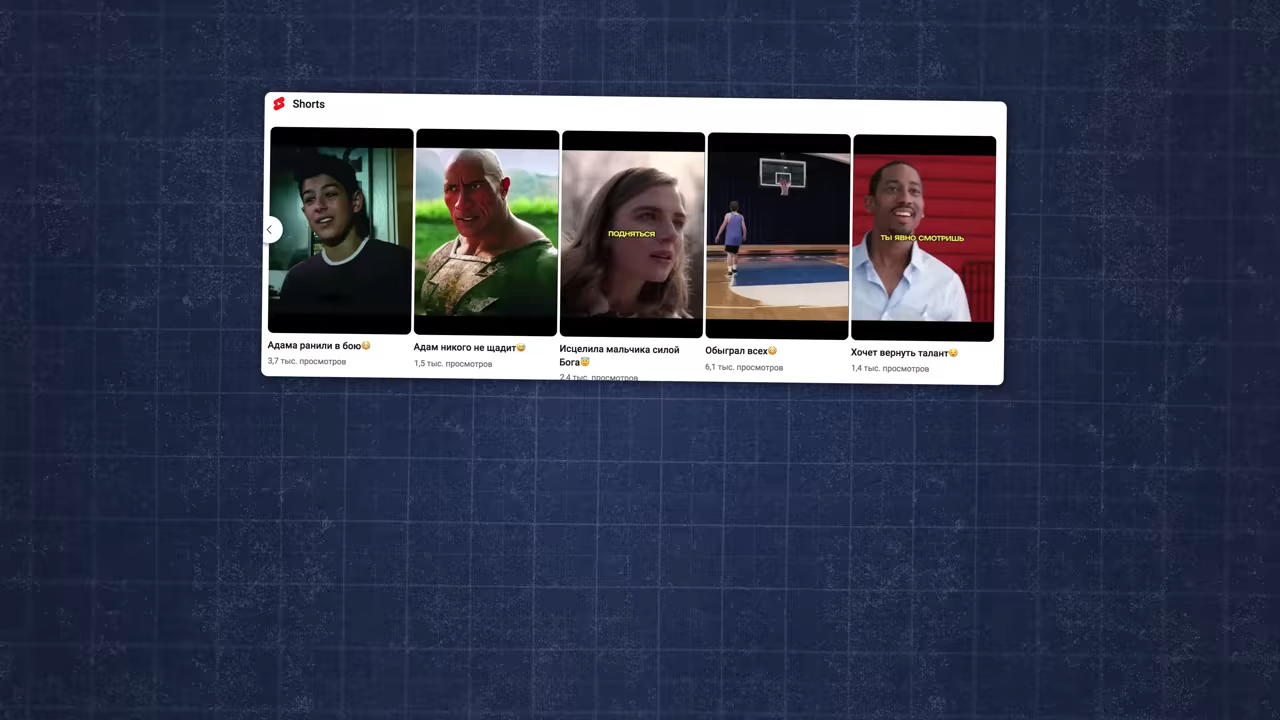 Shorts
ПОДНЯТЬСЯ
ТЫ ЯВНО СМОТРИШЬ
Адама ранили в бою😳
3,7 тыс. просмотров
Адам никого не щадит😅
1,5 тыс. просмотров
Исцелила мальчика силой
Бога😇
2,4 тыс. просмотров
Обыграл всех😳
6,1 тыс. просмотров
Хочет вернуть талант😌
1,4 тыс. просмотров